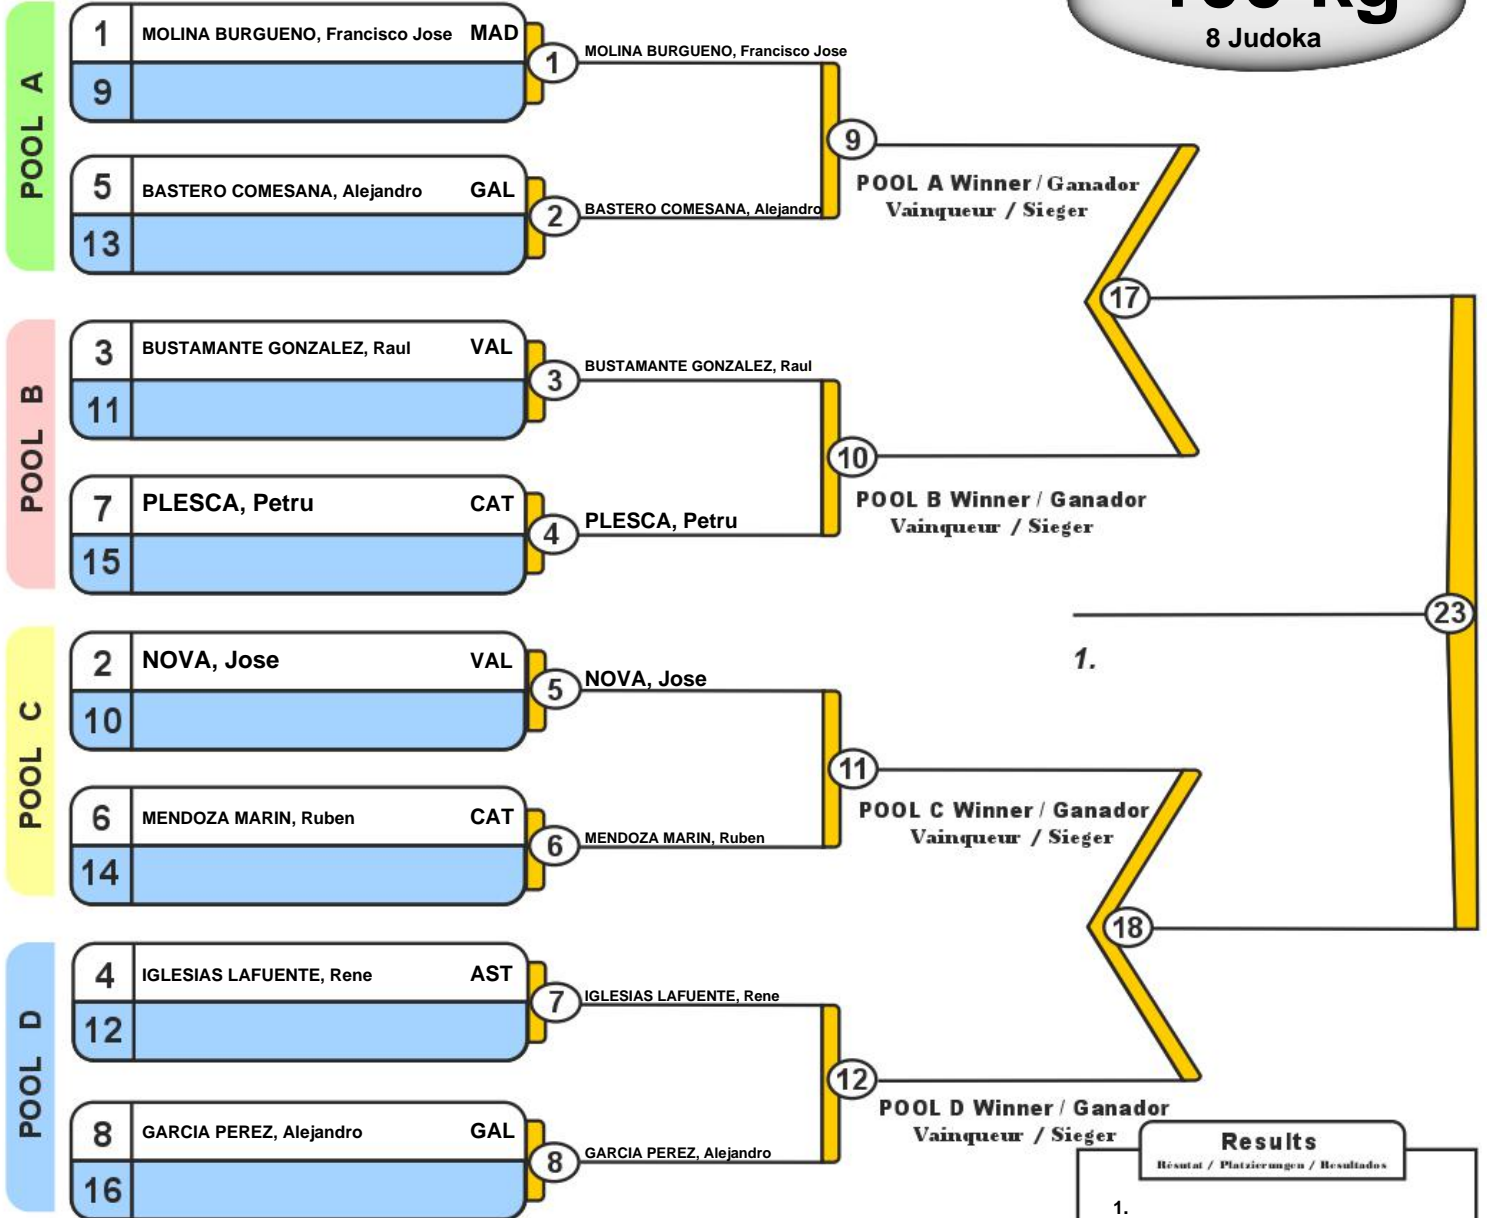 8 Judoka
POOL A
1 MOLINA BURGUENO, Francisco Jose MAD
9
1
MOLINA BURGUENO, Francisco Jose
5 BASTERO COMESANA, Alejandro GAL
13
2
BASTERO COMESANA, Alejandro
9
POOL A Winner / Ganador
Vainqueur / Sieger
POOL B
3 BUSTAMANTE GONZALEZ, Raul VAL
11
3
BUSTAMANTE GONZALEZ, Raul
7 PLESCA, Petru CAT
15
4
PLESCA, Petru
10
POOL B Winner / Ganador
Vainqueur / Sieger
17
POOL C
2 NOVA, Jose VAL
10
5
NOVA, Jose
6 MENDOZA MARIN, Ruben CAT
14
6
MENDOZA MARIN, Ruben
11
POOL C Winner / Ganador
Vainqueur / Sieger
POOL D
4 IGLESIAS LAFUENTE, Rene AST
12
7
IGLESIAS LAFUENTE, Rene
8 GARCIA PEREZ, Alejandro GAL
16
8
GARCIA PEREZ, Alejandro
12
POOL D Winner / Ganador
Vainqueur / Sieger
18
23
1.
Results
Résutat / Platzierungen / Resultados
1.